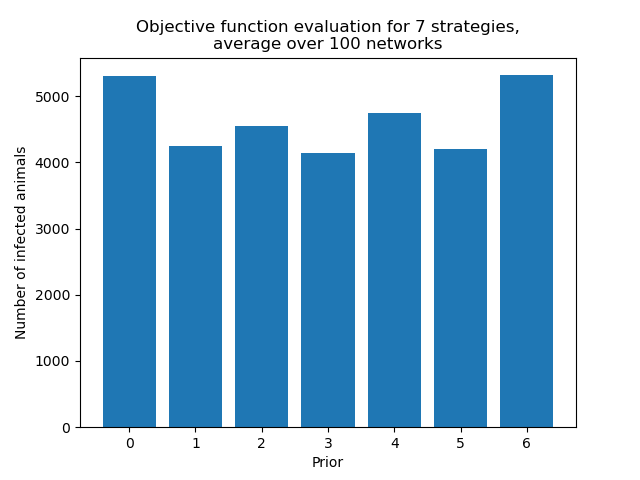 Objective function evaluation for 7 strategies,
average over 100 networks
5000
4000
3000
2000
1000
0
Number of infected animals
0 1 2 3 4 5 6
Prior